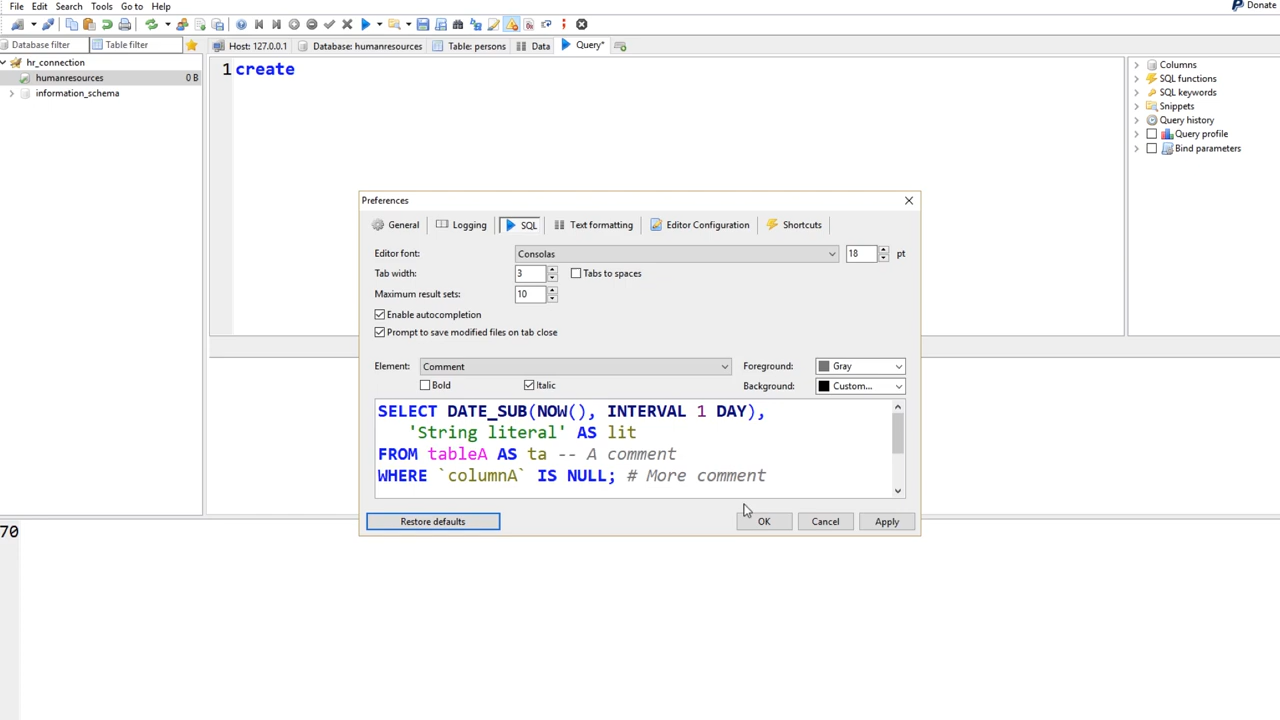 File Edit Search Tools Go to Help Donate
Database filter Table filter Host: 127.0.0.1 Database: humanresources Table: persons Data Query*
hr_connection
humanresources 0 B
information_schema
1 create
Columns
SQL functions
SQL keywords
Snippets
Query history
Query profile
Bind parameters
Preferences
General Logging SQL Text formatting Editor Configuration Shortcuts
Editor font: Consolas 18 pt
Tab width: 3 Tabs to spaces
Maximum result sets: 10
Enable autocompletion
Prompt to save modified files on tab close
Element: Comment Foreground: Gray
Bold Italic Background: Custom...
SELECT DATE_SUB(NOW(), INTERVAL 1 DAY),
'String literal' AS lit
FROM tableA AS ta -- A comment
WHERE `columnA` IS NULL; # More comment
Restore defaults OK Cancel Apply
70